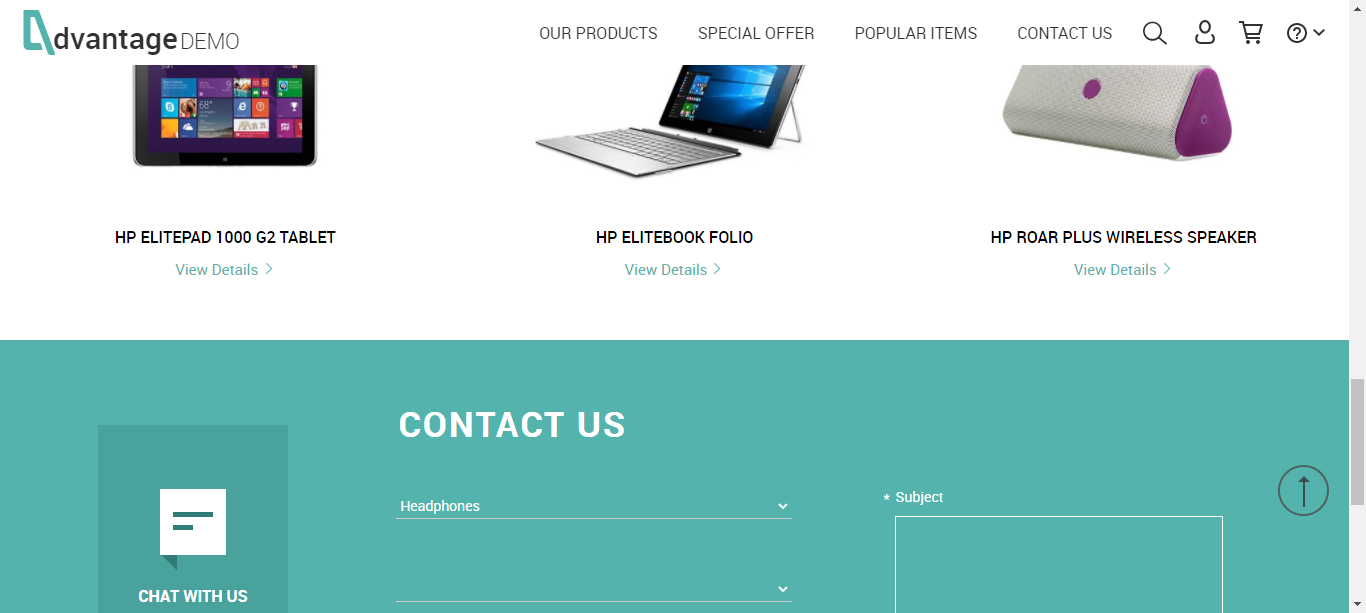 dvantage DEMO
OUR PRODUCTS SPECIAL OFFER POPULAR ITEMS CONTACT US
68°
HP ELITEPAD 1000 G2 TABLET
View Details
HP ELITEBOOK FOLIO
View Details
HP ROAR PLUS WIRELESS SPEAKER
View Details
CONTACT US
Headphones
* Subject
CHAT WITH US